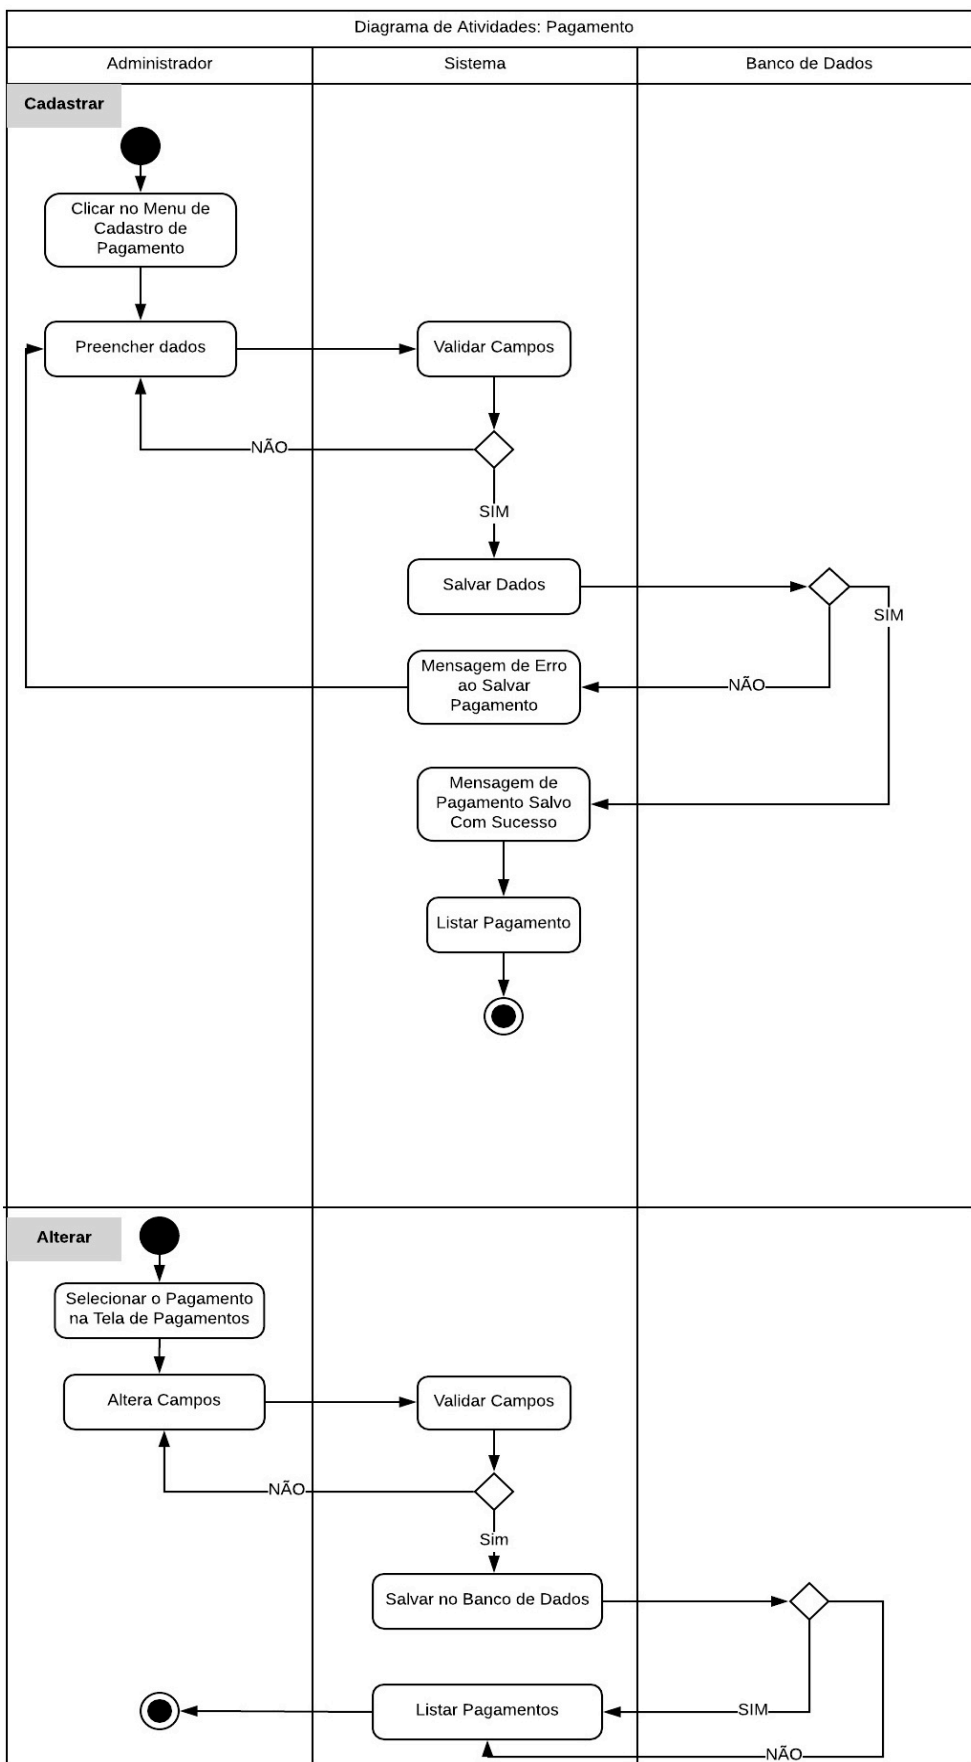 Diagrama de Atividades: Pagamento
Administrador
Sistema
Banco de Dados
Cadastrar
Clicar no Menu de
Cadastro de
Pagamento
Preencher dados
Validar Campos
NÃO
SIM
Salvar Dados
SIM
Mensagem de Erro
ao Salvar
Pagamento
NÃO
Mensagem de
Pagamento Salvo
Com Sucesso
Listar Pagamento
Alterar
Selecionar o Pagamento
na Tela de Pagamentos
Altera Campos
Validar Campos
NÃO
Sim
Salvar no Banco de Dados
Listar Pagamentos
SIM
NÃO